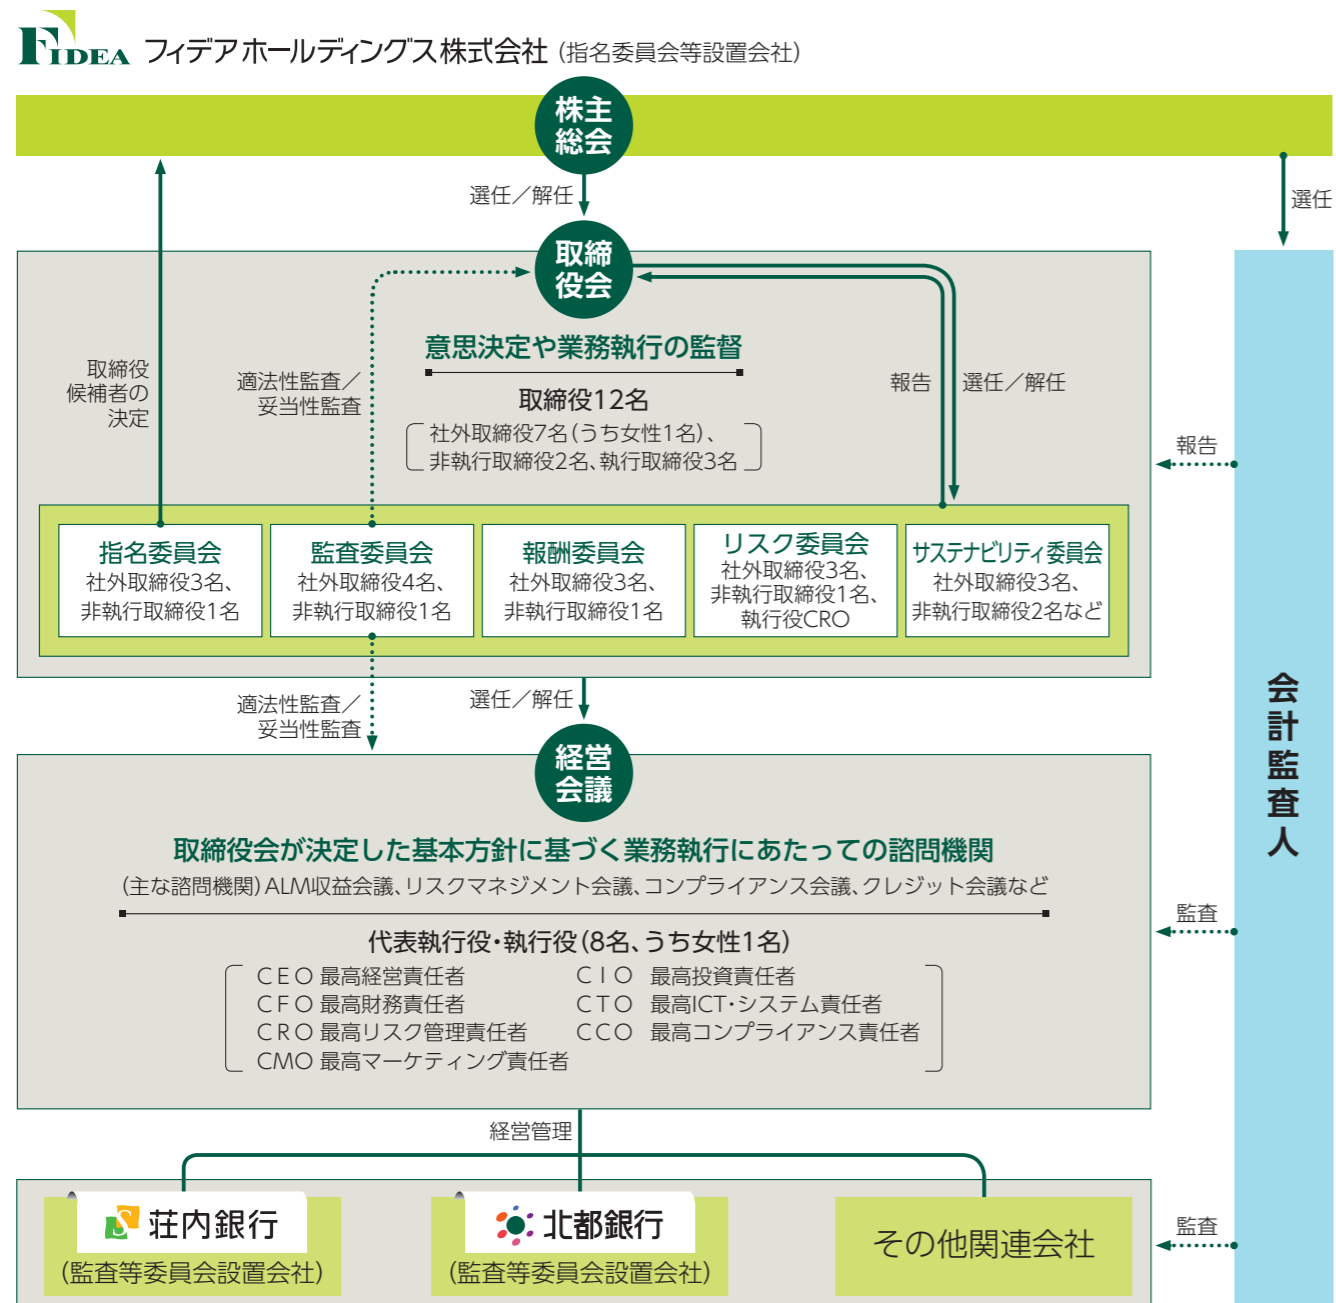 FIDEA フィデアホールディングス株式会社（指名委員会等設置会社）
株主
総会
選任／解任
選任
取締
役会
意思決定や業務執行の監督
取締役12名
社外取締役7名（うち女性1名）、
非執行取締役2名、執行取締役3名
取締役
候補者の
決定
適法性監査／
妥当性監査
報告
選任／解任
報告
指名委員会
社外取締役3名、
非執行取締役1名
監査委員会
社外取締役4名、
非執行取締役1名
報酬委員会
社外取締役3名、
非執行取締役1名
リスク委員会
社外取締役3名、
非執行取締役1名、
執行役CRO
サステナビリティ委員会
社外取締役3名、
非執行取締役2名など
適法性監査／
妥当性監査
選任／解任
会計監査人
経営
会議
取締役会が決定した基本方針に基づく業務執行にあたっての諮問機関
（主な諮問機関）ALM収益会議、リスクマネジメント会議、コンプライアンス会議、クレジット会議など
代表執行役・執行役（8名、うち女性1名）
CEO 最高経営責任者
CFO 最高財務責任者
CRO 最高リスク管理責任者
CMO 最高マーケティング責任者
CIO 最高投資責任者
CTO 最高ICT・システム責任者
CCO 最高コンプライアンス責任者
監査
経営管理
S 荘内銀行
（監査等委員会設置会社）
北都銀行
（監査等委員会設置会社）
その他関連会社
監査